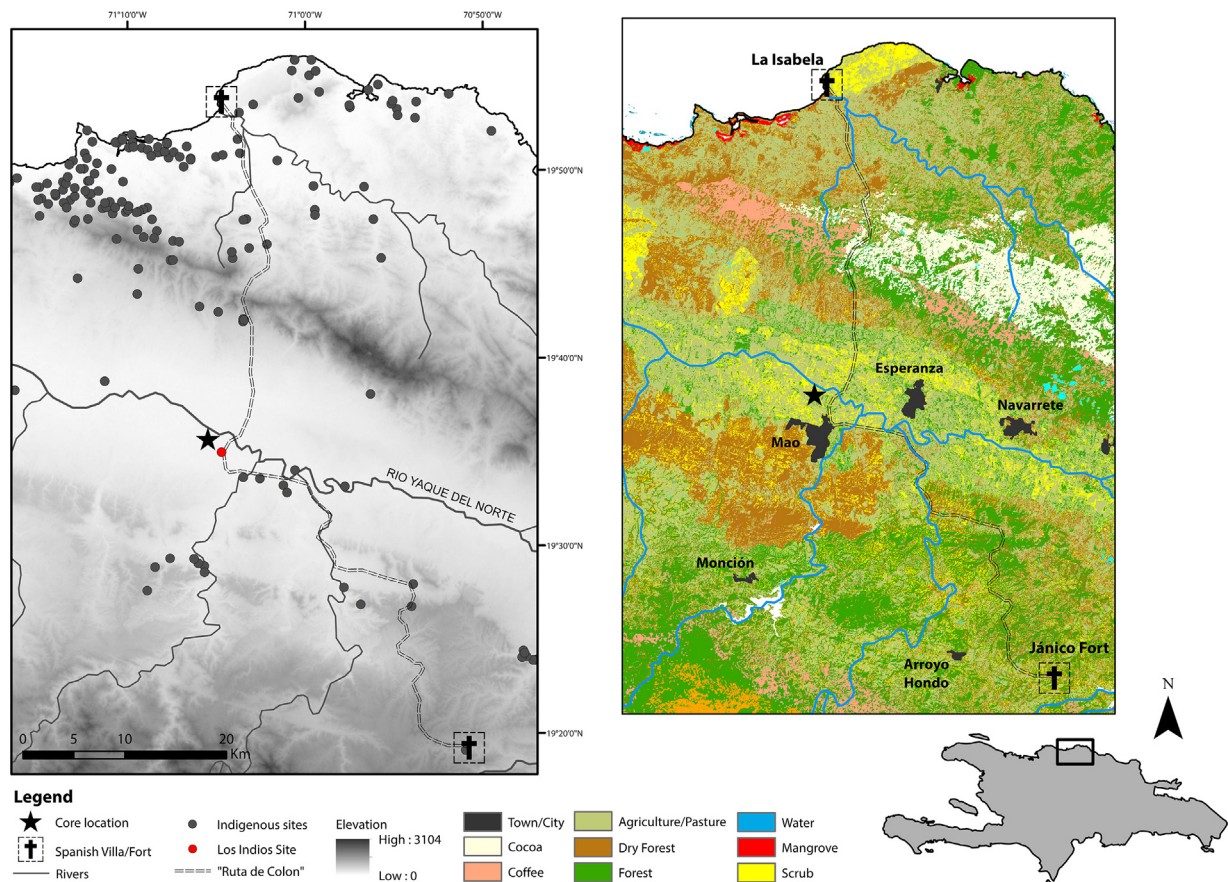 71°10'0"W
71°0'0"W
70°50'0"W
19°50'0"N
19°40'0"N
19°30'0"N
19°20'0"N
RIO YAQUE DEL NORTE
0 5 10 20
Km
La Isabela
Esperanza
Navarrete
Mao
Monción
Jánico Fort
Arroyo
Hondo
N
Legend
Core location
Spanish Villa/Fort
Rivers
Indigenous sites
Los Indios Site
"Ruta de Colon"
Elevation
High : 3104
Low : 0
Town/City
Cocoa
Coffee
Agriculture/Pasture
Dry Forest
Forest
Water
Mangrove
Scrub